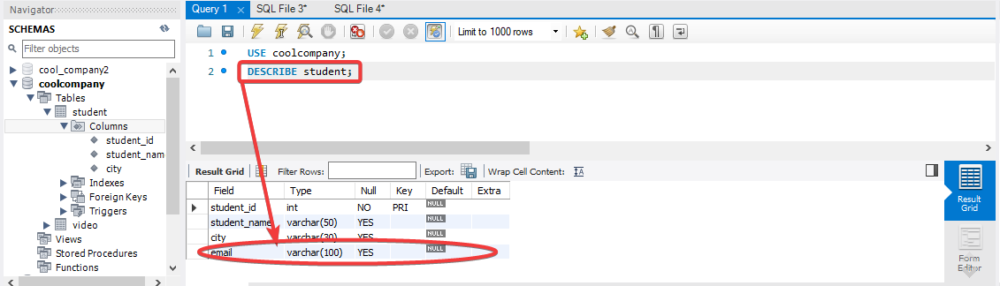 Navigator
Query 1 SQL File 3* SQL File 4*
SCHEMAS
Limit to 1000 rows
Filter objects
1 USE coolcompany;
2 DESCRIBE student;
cool_company2
coolcompany
Tables
student
Columns
student_id
student_nam
city
Indexes
Foreign Keys
Triggers
video
Views
Stored Procedures
Functions
Result Grid Filter Rows: Export: Wrap Cell Content:
Field Type Null Key Default Extra
student_id int NO PRI NULL
student_name varchar(50) YES NULL
city varchar(30) YES NULL
email varchar(100) YES NULL
Result
Grid
Form
Editor